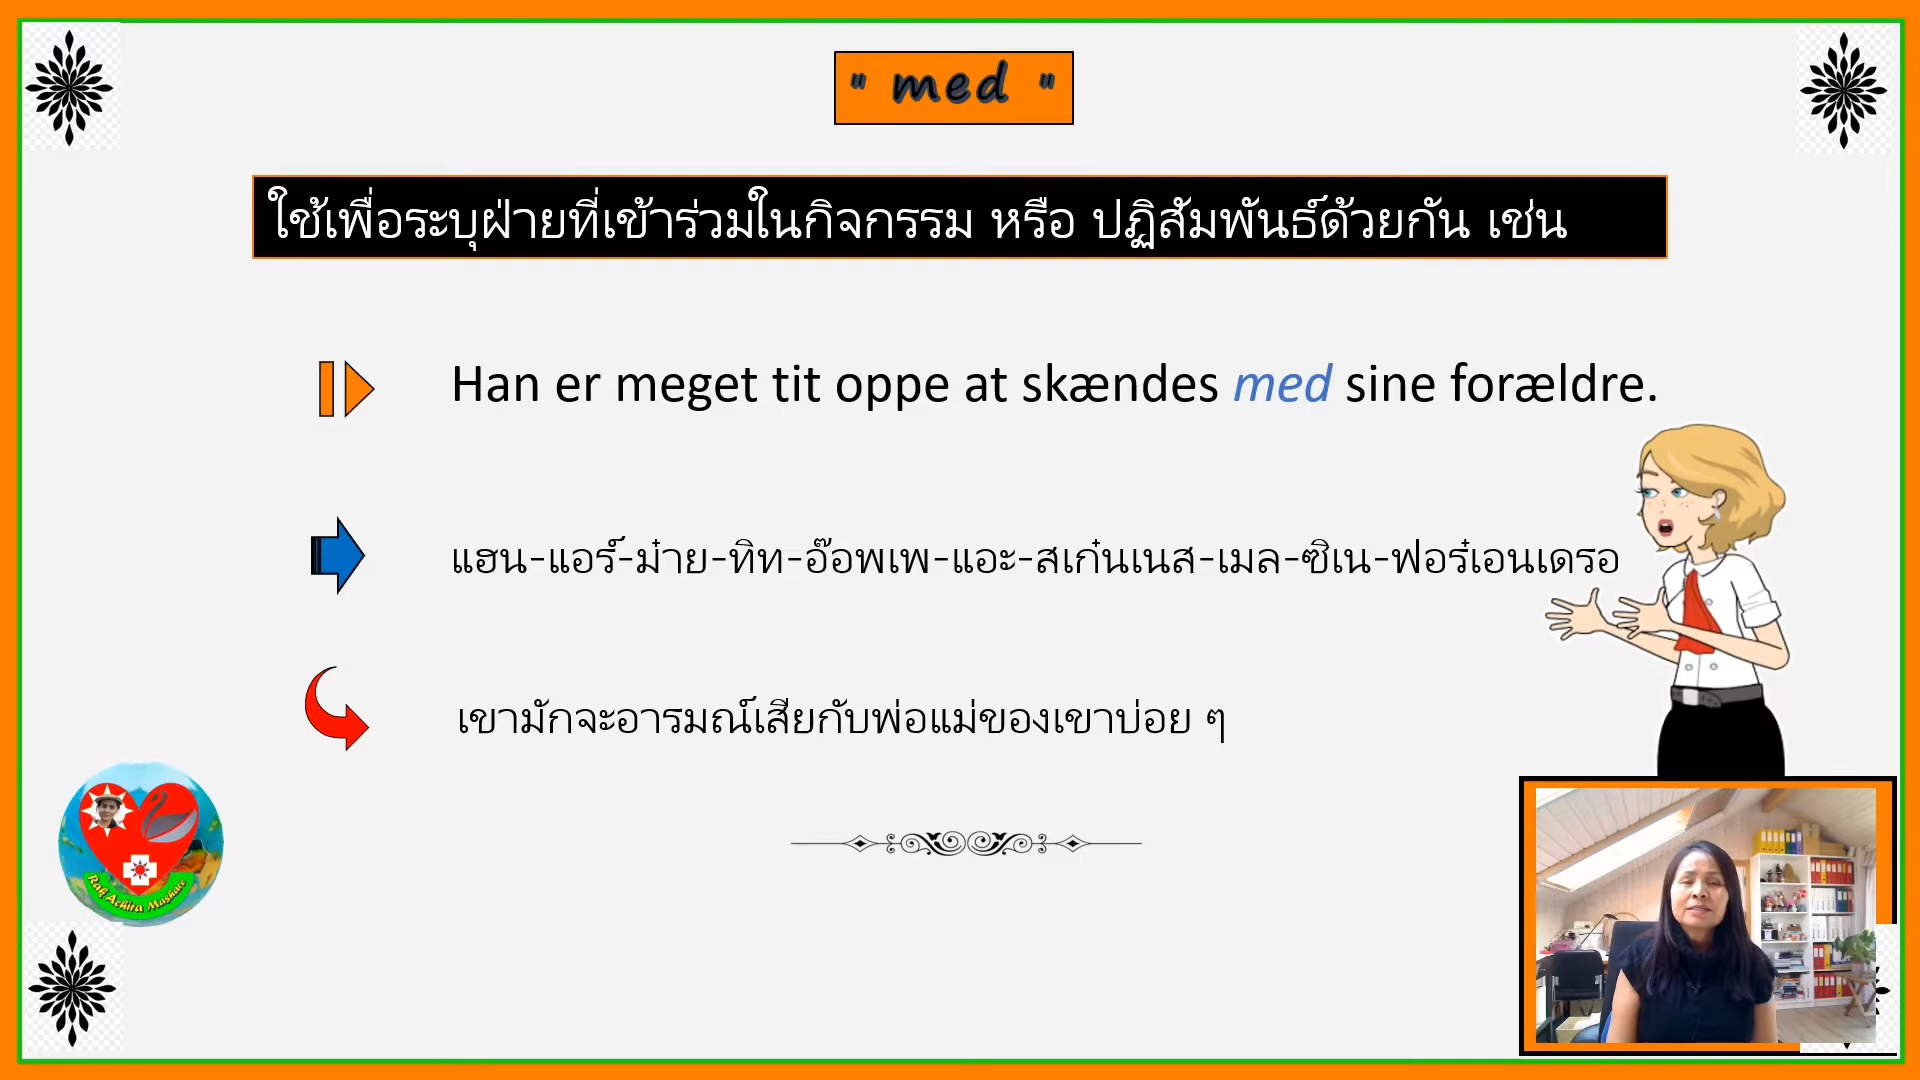 " med "
ใช้เพื่อระบุฝ่ายที่เข้าร่วมในกิจกรรม หรือ ปฏิสัมพันธ์ด้วยกัน เช่น
Han er meget tit oppe at skændes med sine forældre.
แฮน-แอร์-ม๋าย-ทิท-อ๊อพเพ-แอะ-สเก๋นเนส-เมล-ซิเน-ฟอร๋เอนเดรอ
เขามักจะอารมณ์เสียกับพ่อแม่ของเขาบ่อย ๆ
Rak Achira Mashare